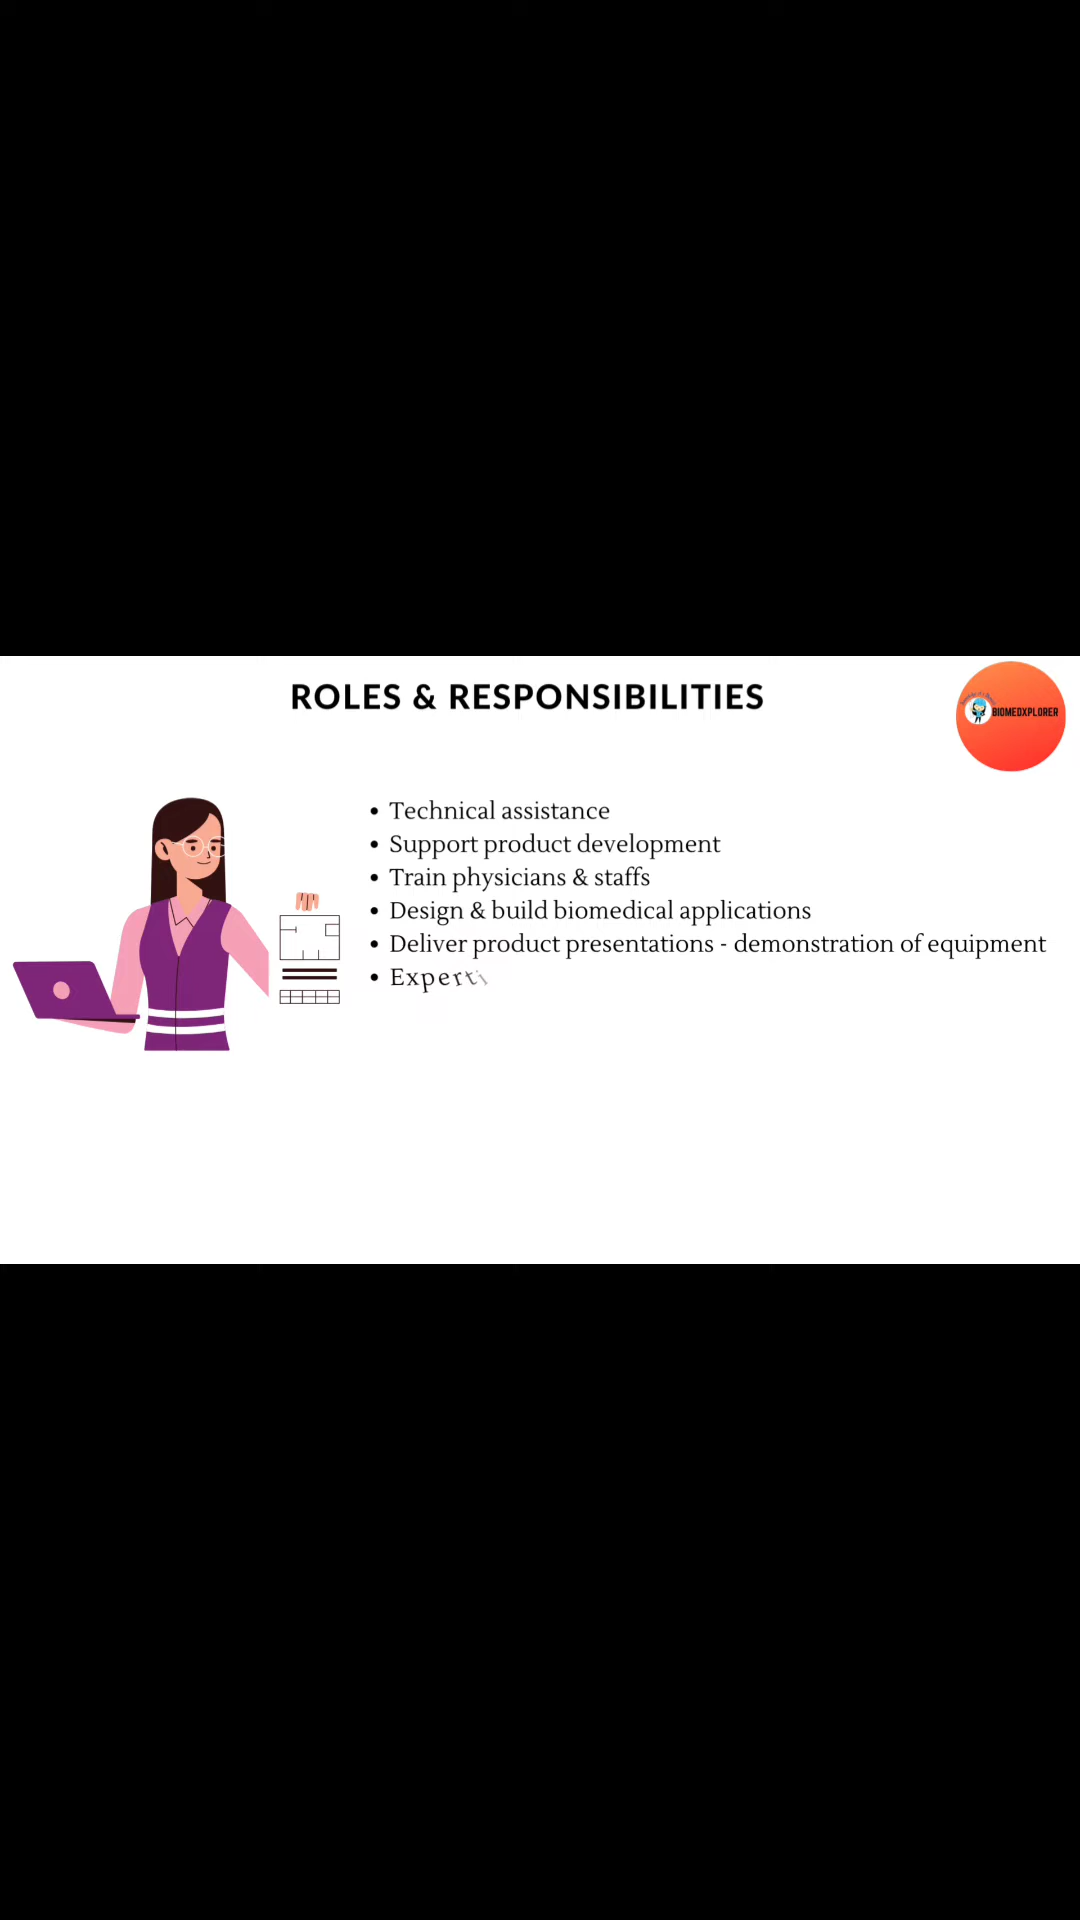 ROLES & RESPONSIBILITIES
BIOMEDXPLORER
• Technical assistance
• Support product development
• Train physicians & staffs
• Design & build biomedical applications
• Deliver product presentations - demonstration of equipment
• Experti